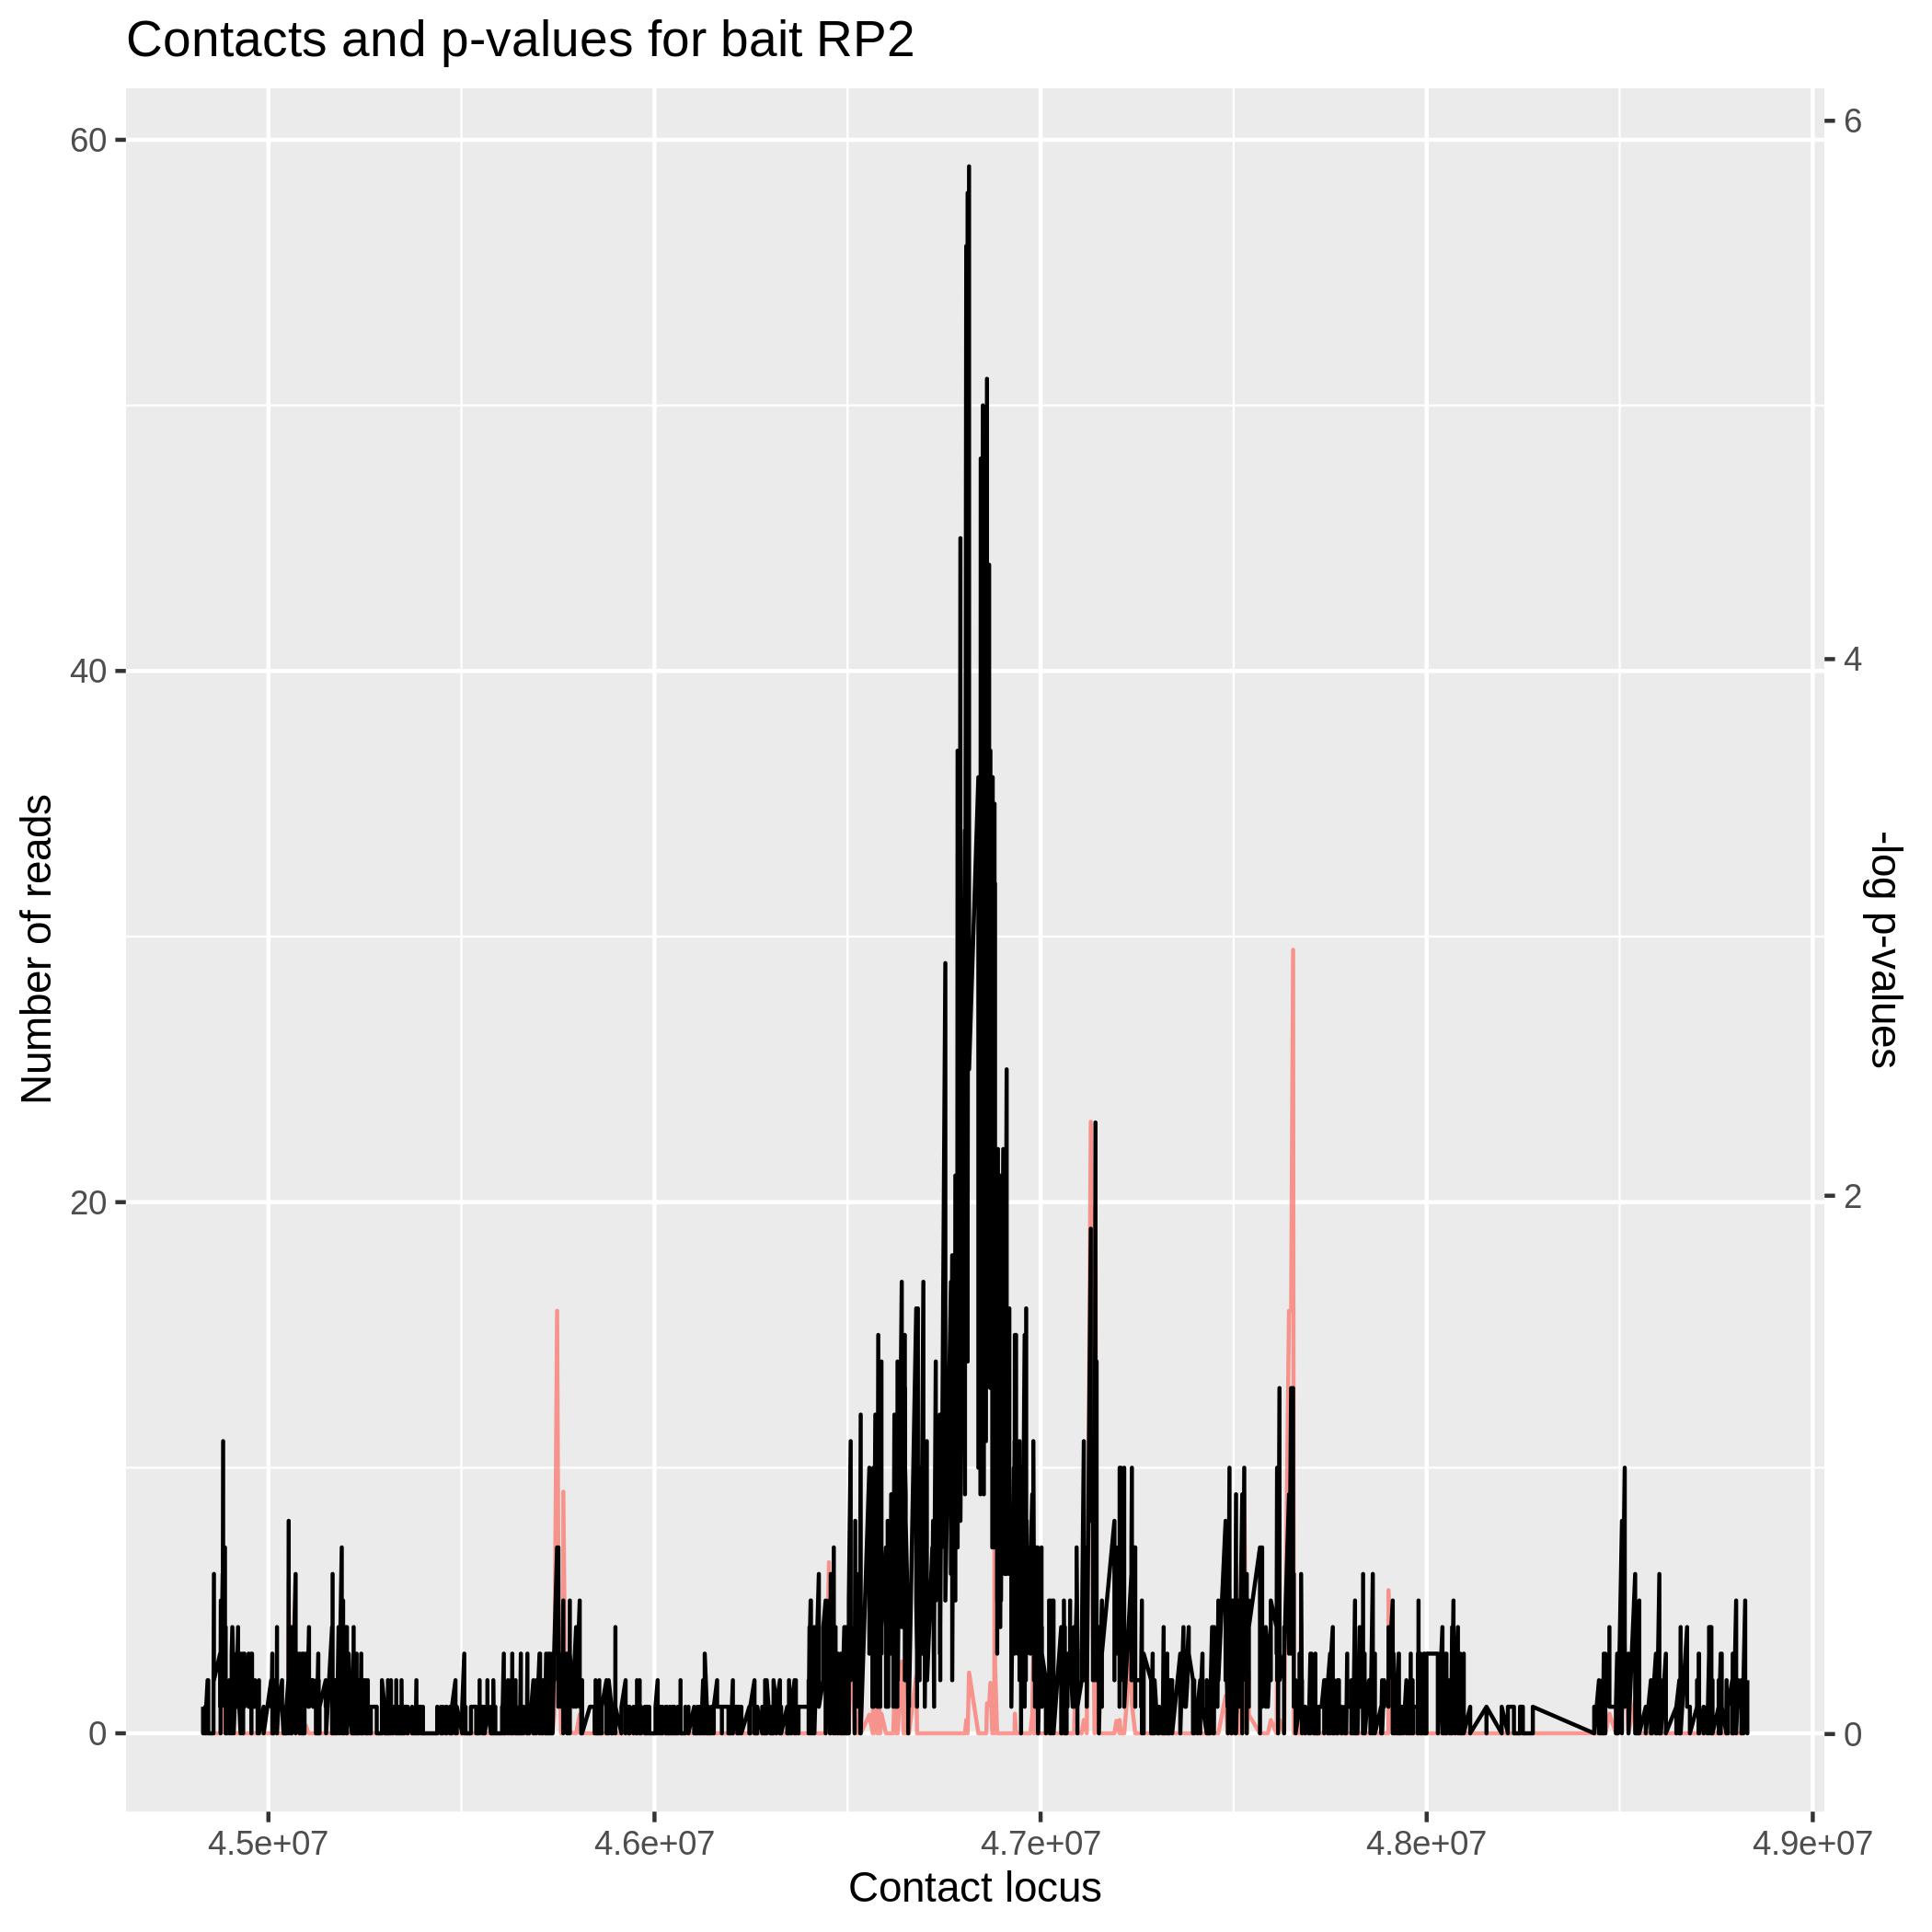 Contacts and p-values for bait RP2
60
40
20
0
6
4
2
0
Number of reads
-log p-values
4.5e+07 4.6e+07 4.7e+07 4.8e+07 4.9e+07
Contact locus